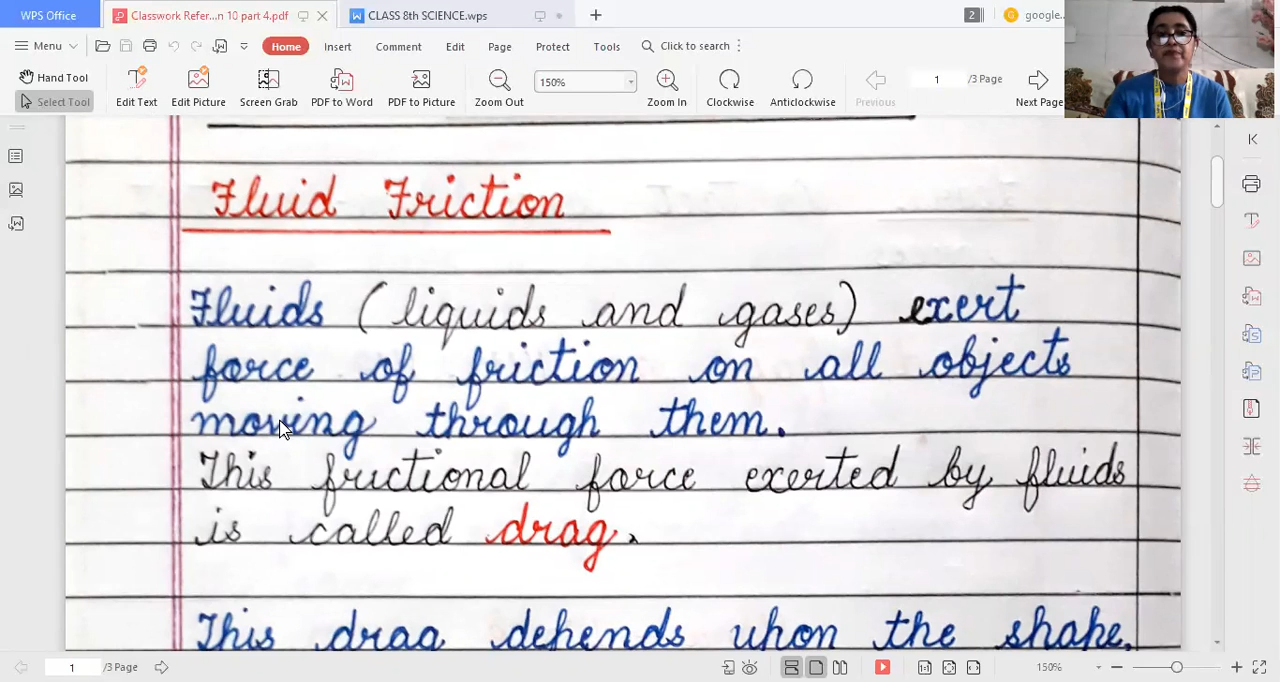 WPS Office
Classwork Refer...n 10 part 4.pdf
CLASS 8th SCIENCE.wps
2
google...
Menu
Home
Insert
Comment
Edit
Page
Protect
Tools
Click to search
Hand Tool
Select Tool
Edit Text
Edit Picture
Screen Grab
PDF to Word
PDF to Picture
Zoom Out
150%
Zoom In
Clockwise
Anticlockwise
Previous
1
/3 Page
Next Page
Fluid Friction
Fluids (liquids and gases) exert
force of friction on all objects
moving through them.
This frictional force exerted by fluids
is called drag.
This drag depends upon the shape,
1
/3 Page
1:1
150%